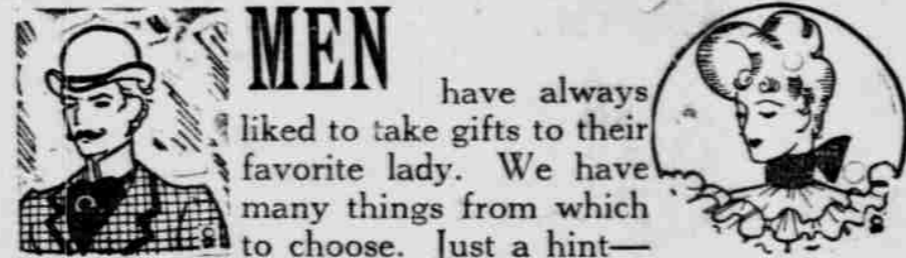 MEN
have always
liked to take gifts to their
favorite lady. We have
many things from which
to choose. Just a hint—